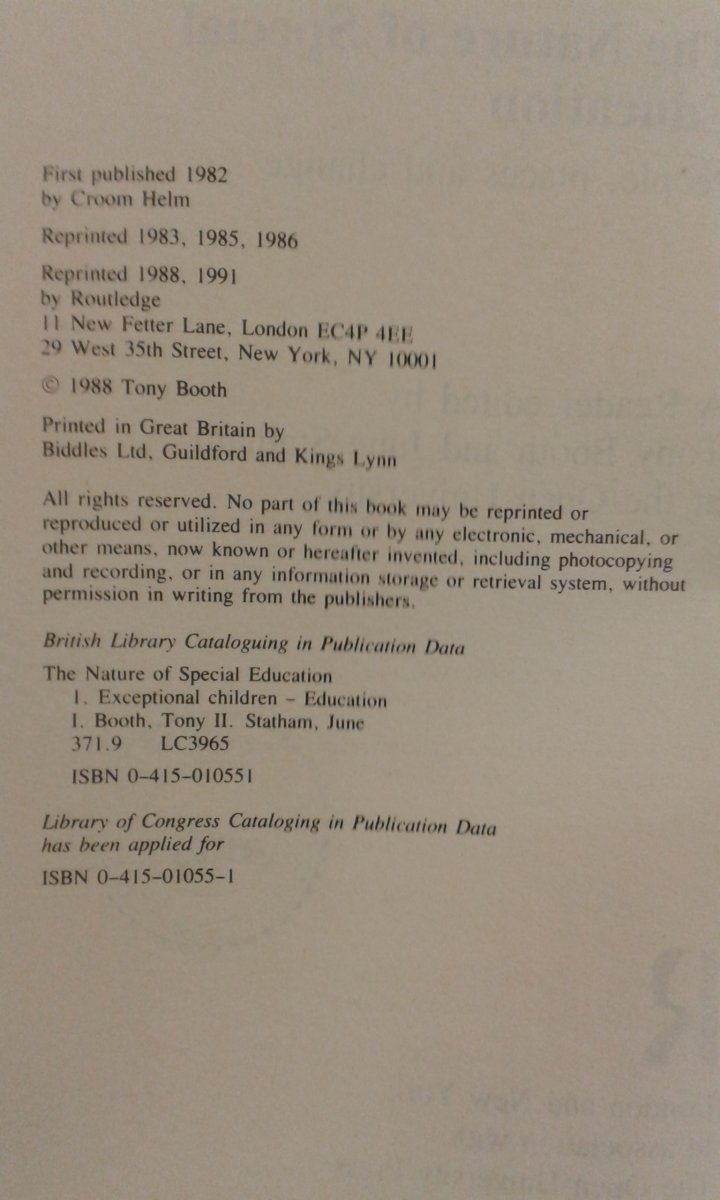 First published 1982
by Croom Helm
Reprinted 1983, 1985, 1986
Reprinted 1988, 1991
by Routledge
11 New Fetter Lane, London EC4P 4EE
29 West 35th Street, New York, NY 10001
© 1988 Tony Booth
Printed in Great Britain by
Biddles Ltd, Guildford and Kings Lynn
All rights reserved. No part of this book may be reprinted or
reproduced or utilized in any form or by any electronic, mechanical, or
other means, now known or hereafter invented, including photocopying
and recording, or in any information storage or retrieval system, without
permission in writing from the publishers.
British Library Cataloguing in Publication Data
The Nature of Special Education
1. Exceptional children – Education
I. Booth, Tony II. Statham, June
371.9 LC3965
ISBN 0–415–010551
Library of Congress Cataloging in Publication Data
has been applied for
ISBN 0–415–01055–1